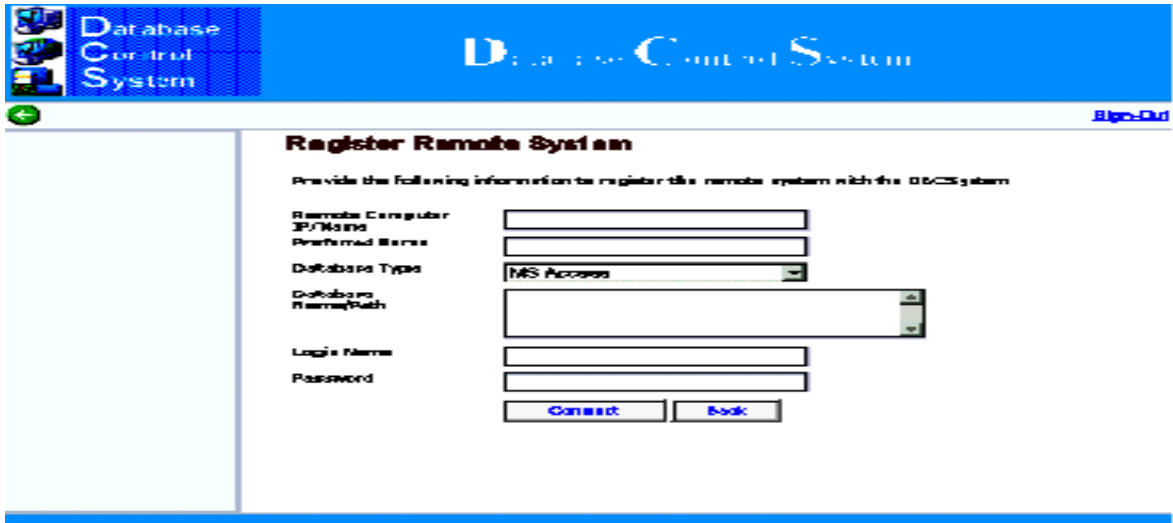 Database
Control
System
Database Control System
Sign-Out
Register Remote System
Provide the following information to register the remote system with the
Remote Computer
IP/Name
Preferred Name
Database Type
MS Access
Database
Name/Path
Login Name
Password
Connect
Back